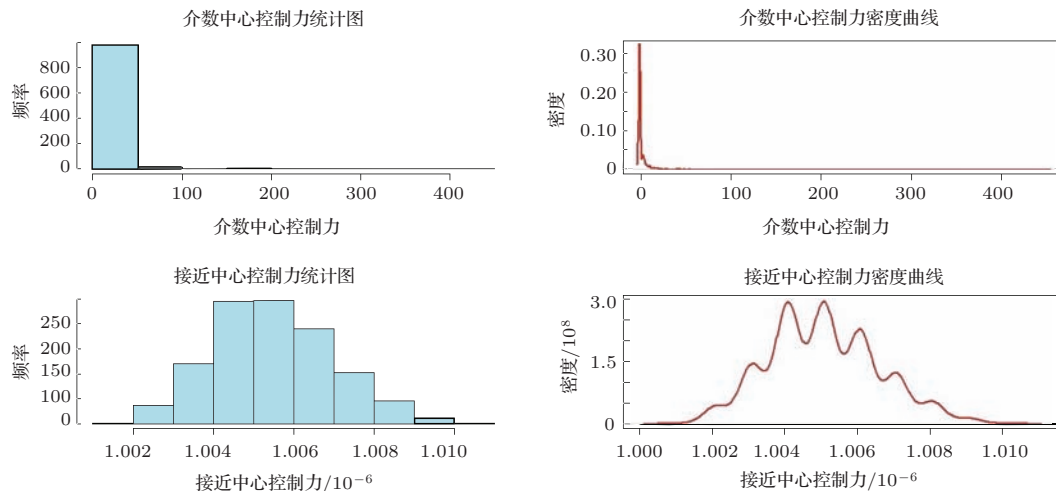 介数中心控制力统计图
频率
800
600
400
200
0
0 100 200 300 400
介数中心控制力
介数中心控制力密度曲线
密度
0.30
0.20
0.10
0
0 100 200 300 400
介数中心控制力
接近中心控制力统计图
频率
250
200
150
100
50
0
1.002 1.004 1.006 1.008 1.010
接近中心控制力/10⁻⁶
接近中心控制力密度曲线
密度/10⁸
3.0
1.5
0
1.000 1.002 1.004 1.006 1.008 1.010
接近中心控制力/10⁻⁶